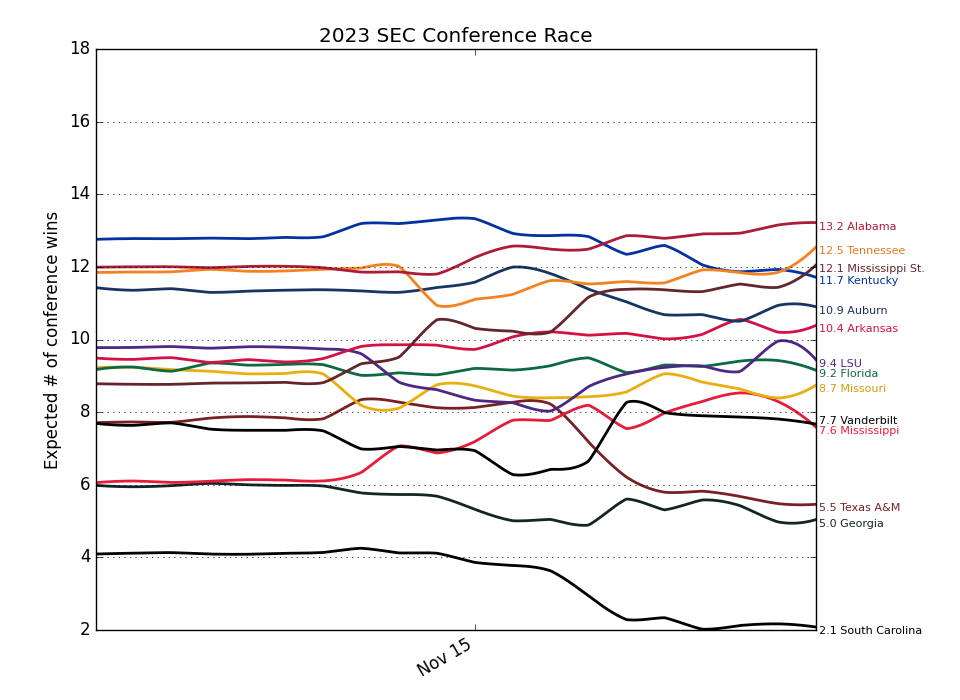 2023 SEC Conference Race
Expected # of conference wins
18
16
14
12
10
8
6
4
2
Nov 15
13.2 Alabama
12.5 Tennessee
12.1 Mississippi St.
11.7 Kentucky
10.9 Auburn
10.4 Arkansas
9.4 LSU
9.2 Florida
8.7 Missouri
7.7 Vanderbilt
7.6 Mississippi
5.5 Texas A&M
5.0 Georgia
2.1 South Carolina